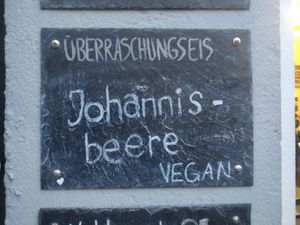 ÜBERRASCHUNGSEIS
Johannis-
beere
VEGAN